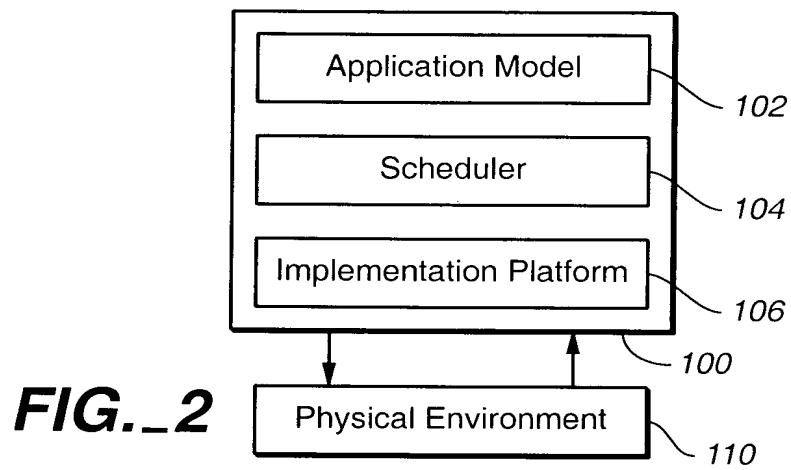 Application Model
102
Scheduler
104
Implementation Platform
106
100
FIG._2
Physical Environment
110